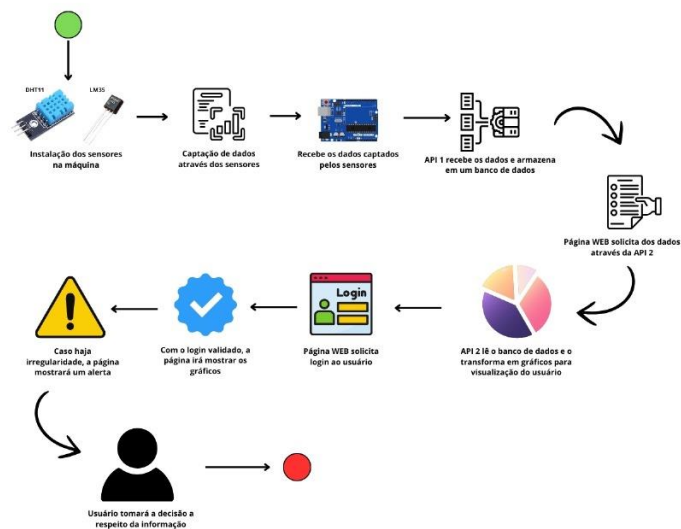 DHT11
LM35
Instalação dos sensores
na máquina
Captação de dados
através dos sensores
Recebe os dados captados
pelos sensores
API 1 recebe os dados e armazena
em um banco de dados
Página WEB solicita dos dados
através da API 2
API 2 lê o banco de dados e o
transforma em gráficos para
visualização do usuário
Login
Página WEB solicita
login ao usuário
Com o login validado, a
página irá mostrar os
gráficos
Caso haja
irregularidade, a página
mostrará um alerta
Usuário tomará a decisão a
respeito da informação